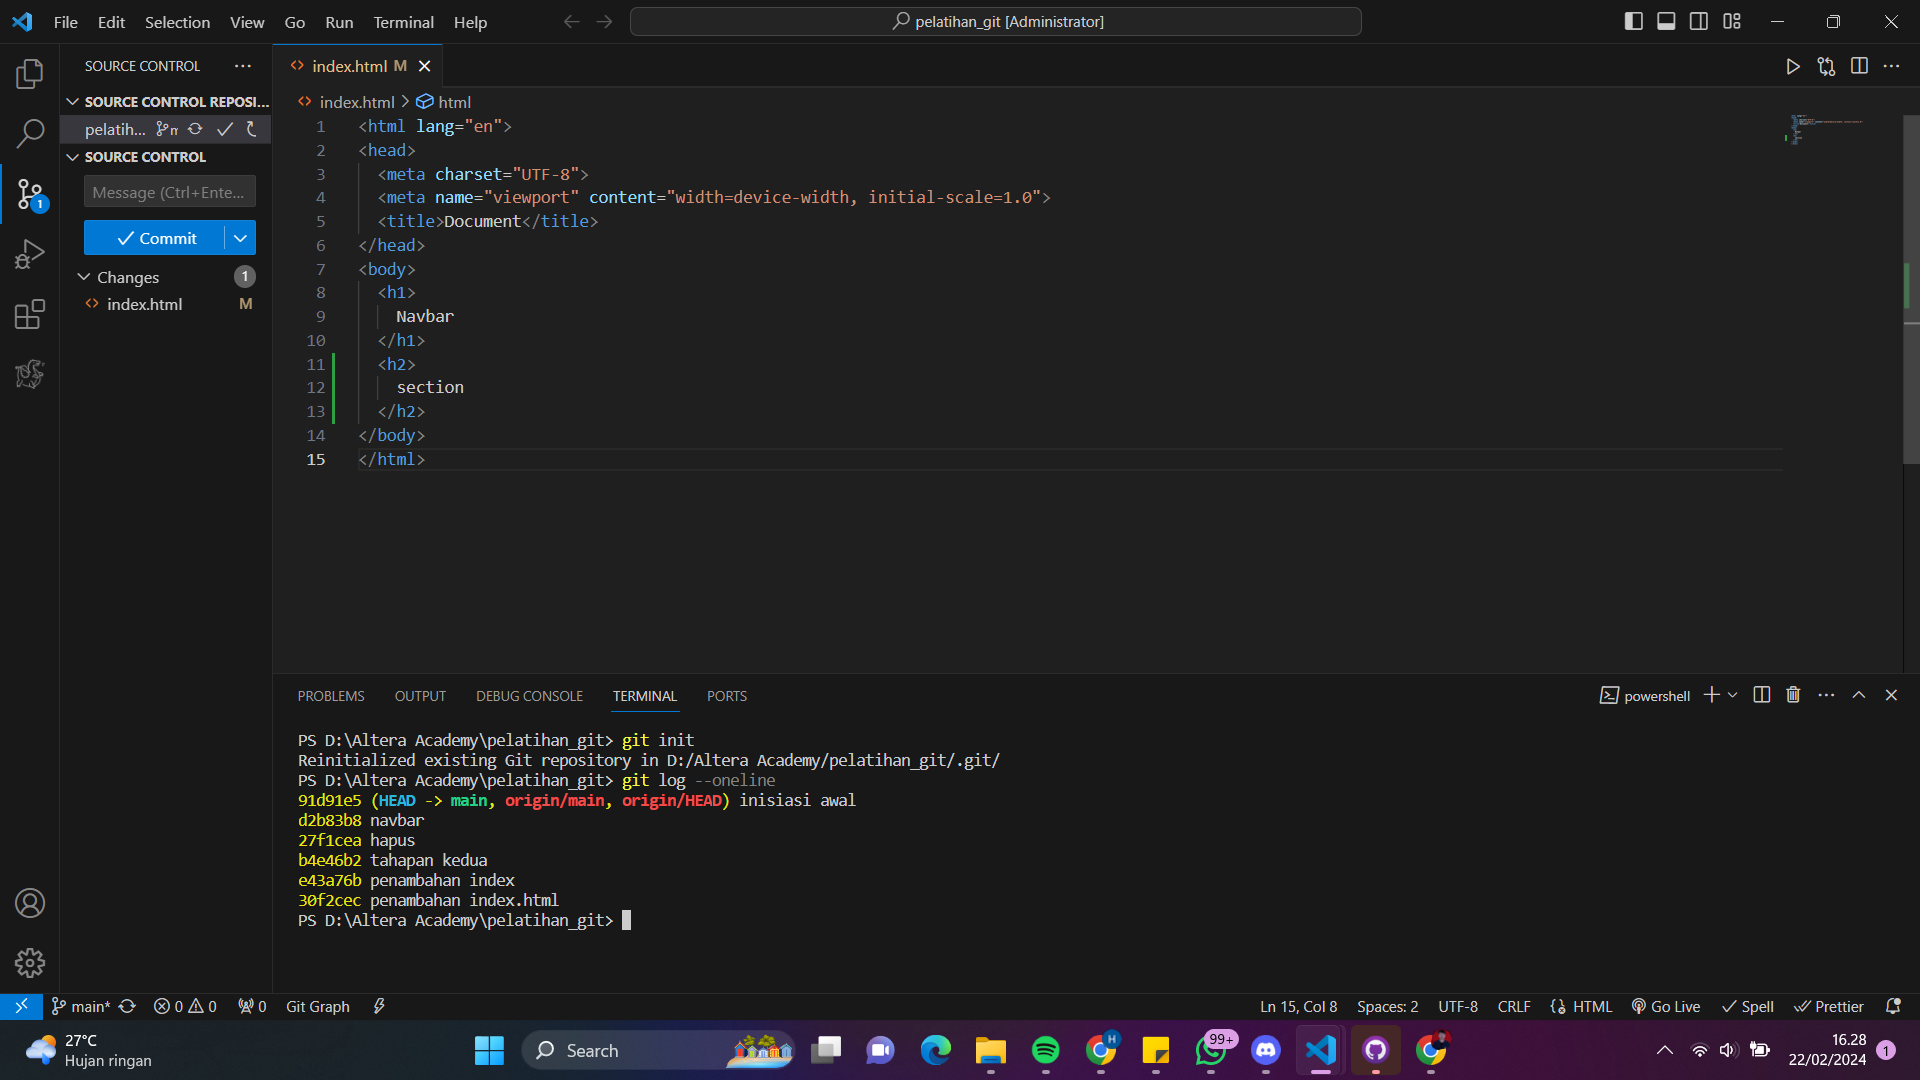 File Edit Selection View Go Run Terminal Help
pelatihan_git [Administrator]
SOURCE CONTROL
SOURCE CONTROL REPOSI...
pelatih...
SOURCE CONTROL
Message (Ctrl+Ente...
Commit
Changes 1
index.html M
1
index.html M
index.html > html
1 <html lang="en">
2 <head>
3 <meta charset="UTF-8">
4 <meta name="viewport" content="width=device-width, initial-scale=1.0">
5 <title>Document</title>
6 </head>
7 <body>
8 <h1>
9 Navbar
10 </h1>
11 <h2>
12 section
13 </h2>
14 </body>
15 </html>
PROBLEMS OUTPUT DEBUG CONSOLE TERMINAL PORTS
powershell
PS D:\Altera Academy\pelatihan_git> git init
Reinitialized existing Git repository in D:/Altera Academy/pelatihan_git/.git/
PS D:\Altera Academy\pelatihan_git> git log --oneline
91d91e5 (HEAD -> main, origin/main, origin/HEAD) inisiasi awal
d2b83b8 navbar
27f1cea hapus
b4e46b2 tahapan kedua
e43a76b penambahan index
30f2cec penambahan index.html
PS D:\Altera Academy\pelatihan_git>
main* 0 0 0 Git Graph
Ln 15, Col 8 Spaces: 2 UTF-8 CRLF HTML Go Live Spell Prettier
27°C
Hujan ringan
Search
H
99+
16.28
22/02/2024
1